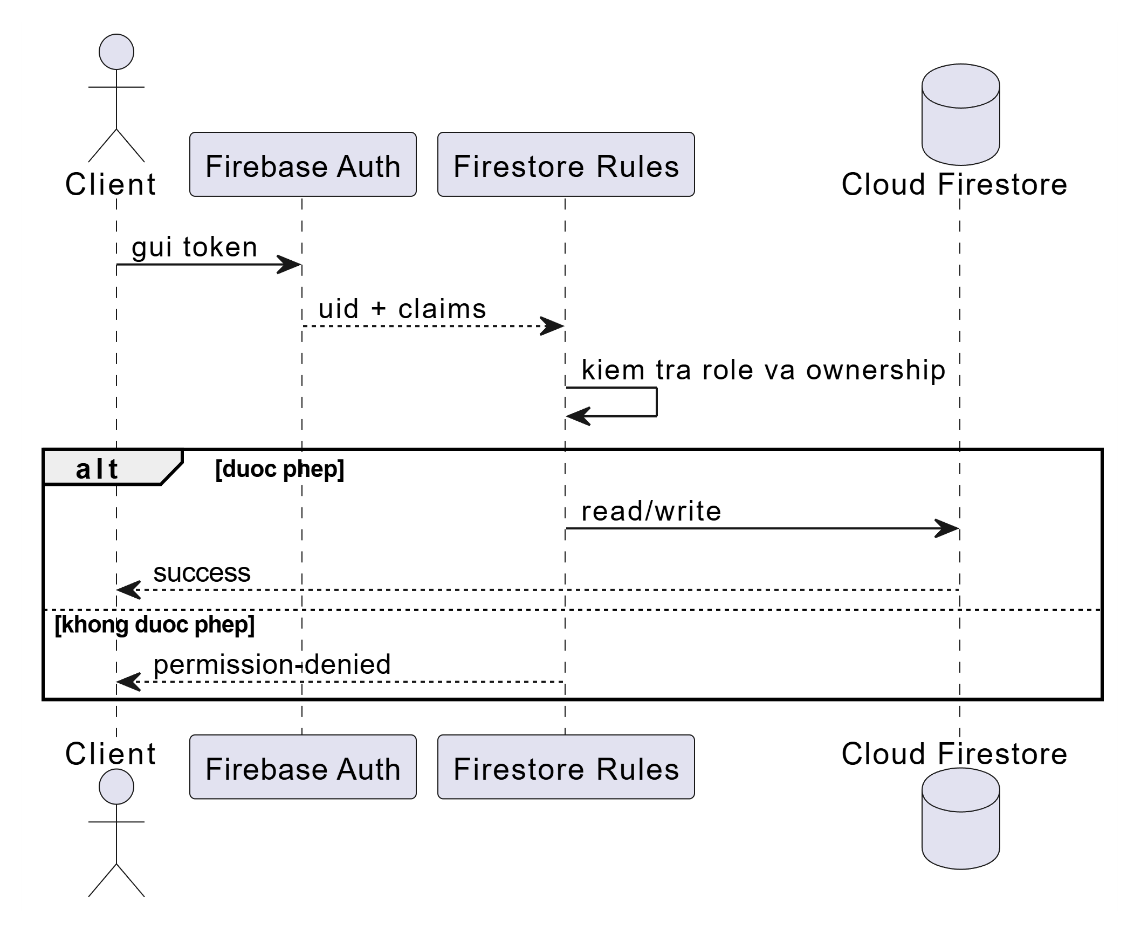 Client
Firebase Auth
Firestore Rules
Cloud Firestore
gui token
uid + claims
kiem tra role va ownership
alt
[duoc phep]
read/write
success
[khong duoc phep]
permission-denied
Client
Firebase Auth
Firestore Rules
Cloud Firestore